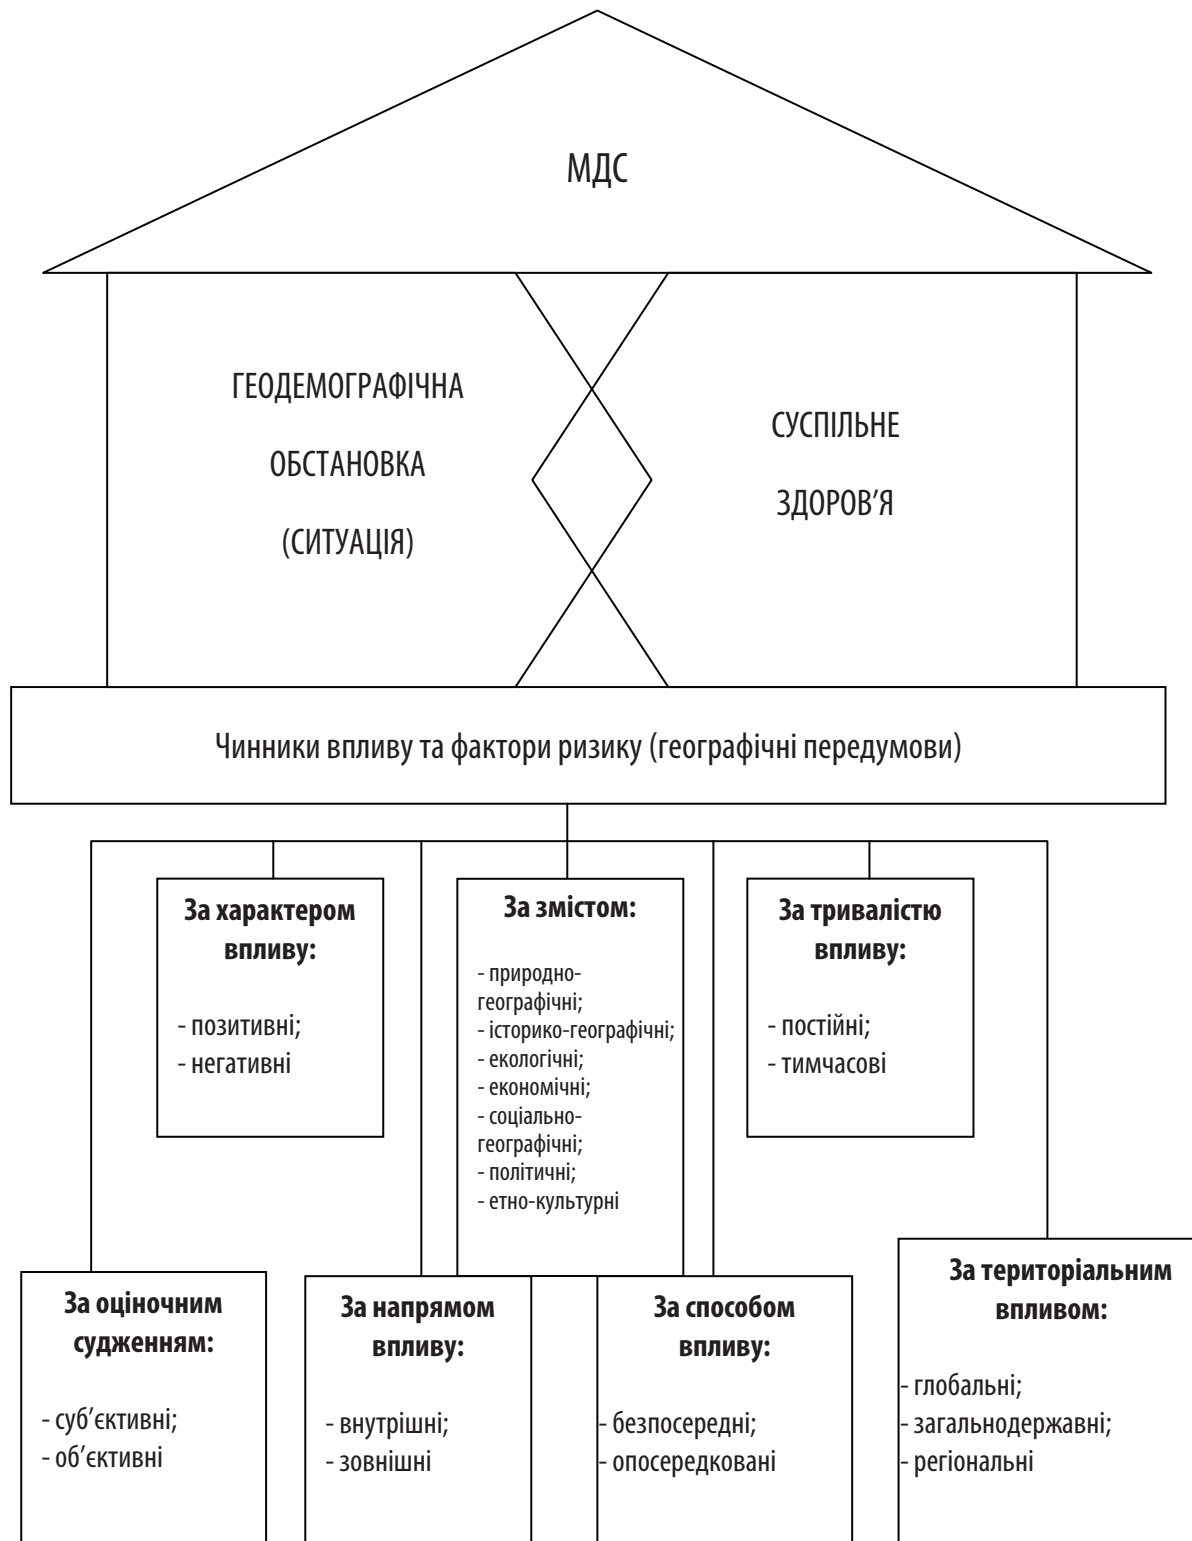 МДС
ГЕОДЕМОГРАФІЧНА
ОБСТАНОВКА
(СИТУАЦІЯ)
СУСПІЛЬНЕ
ЗДОРОВ’Я
Чинники впливу та фактори ризику (географічні передумови)
За характером
впливу:
- позитивні;
- негативні
За змістом:
- природно-
географічні;
- історико-географічні;
- екологічні;
- економічні;
- соціально-
географічні;
- політичні;
- етно-культурні
За тривалістю
впливу:
- постійні;
- тимчасові
За оціночним
судженням:
- суб’єктивні;
- об’єктивні
За напрямом
впливу:
- внутрішні;
- зовнішні
За способом
впливу:
- безпосередні;
- опосередковані
За територіальним
впливом:
- глобальні;
- загальнодержавні;
- регіональні